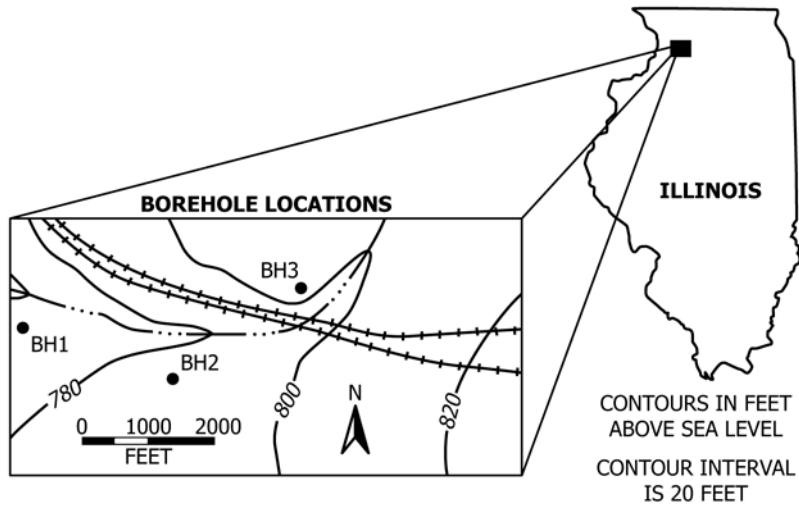 ILLINOIS
BOREHOLE LOCATIONS
BH3
BH1
BH2
780
800
820
N
0 1000 2000
FEET
CONTOURS IN FEET
ABOVE SEA LEVEL
CONTOUR INTERVAL
IS 20 FEET